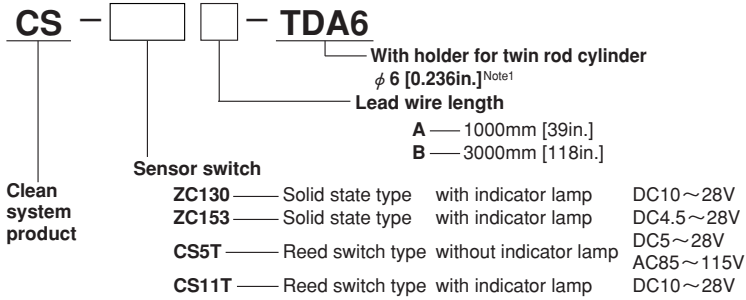 CS - - TDA6
With holder for twin rod cylinder
φ 6 [0.236in.] Note1
Lead wire length
A 1000mm [39in.]
B 3000mm [118in.]
Sensor switch
Clean
system
product
ZC130 Solid state type with indicator lamp DC10～28V
ZC153 Solid state type with indicator lamp DC4.5～28V
CS5T Reed switch type without indicator lamp DC5～28V
AC85～115V
CS11T Reed switch type with indicator lamp DC10～28V